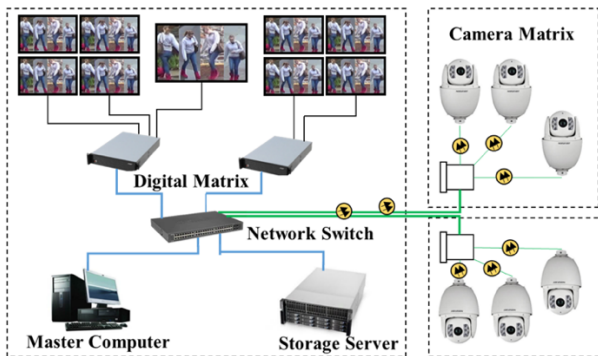 Camera Matrix
Digital Matrix
Network Switch
Master Computer
Storage Server